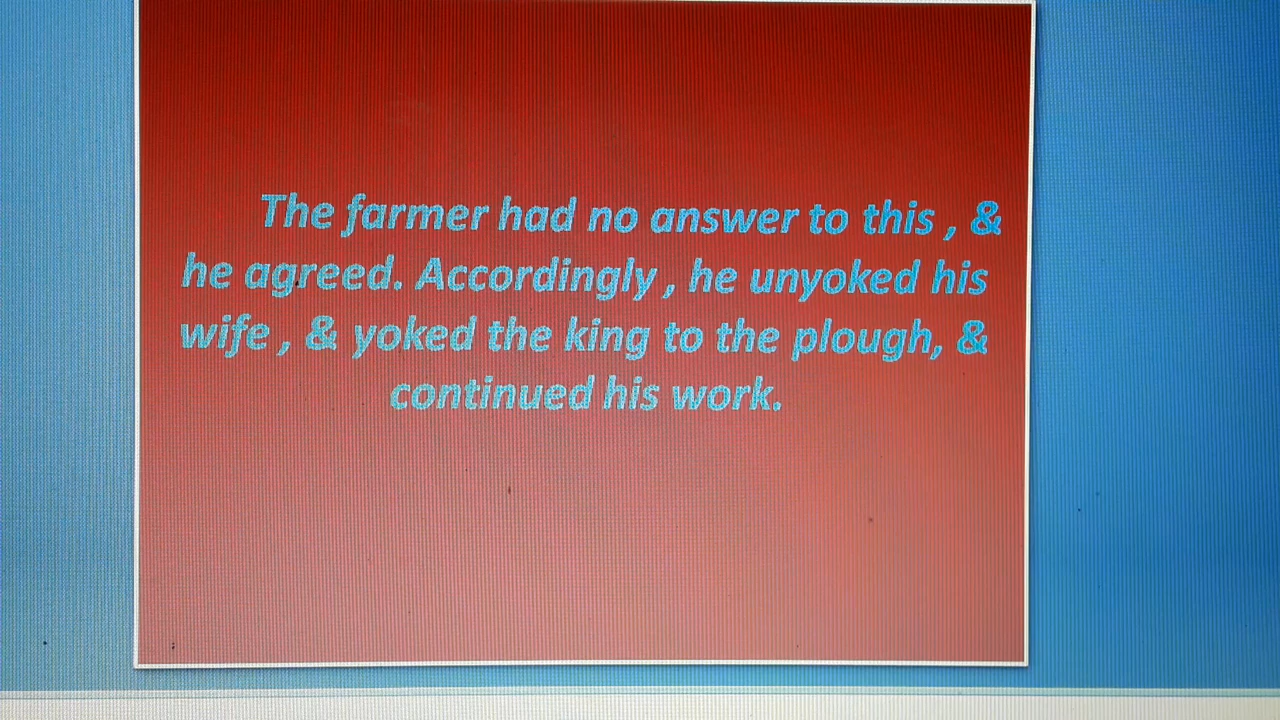 The farmer had no answer to this , &
he agreed. Accordingly , he unyoked his
wife , & yoked the king to the plough, &
continued his work.